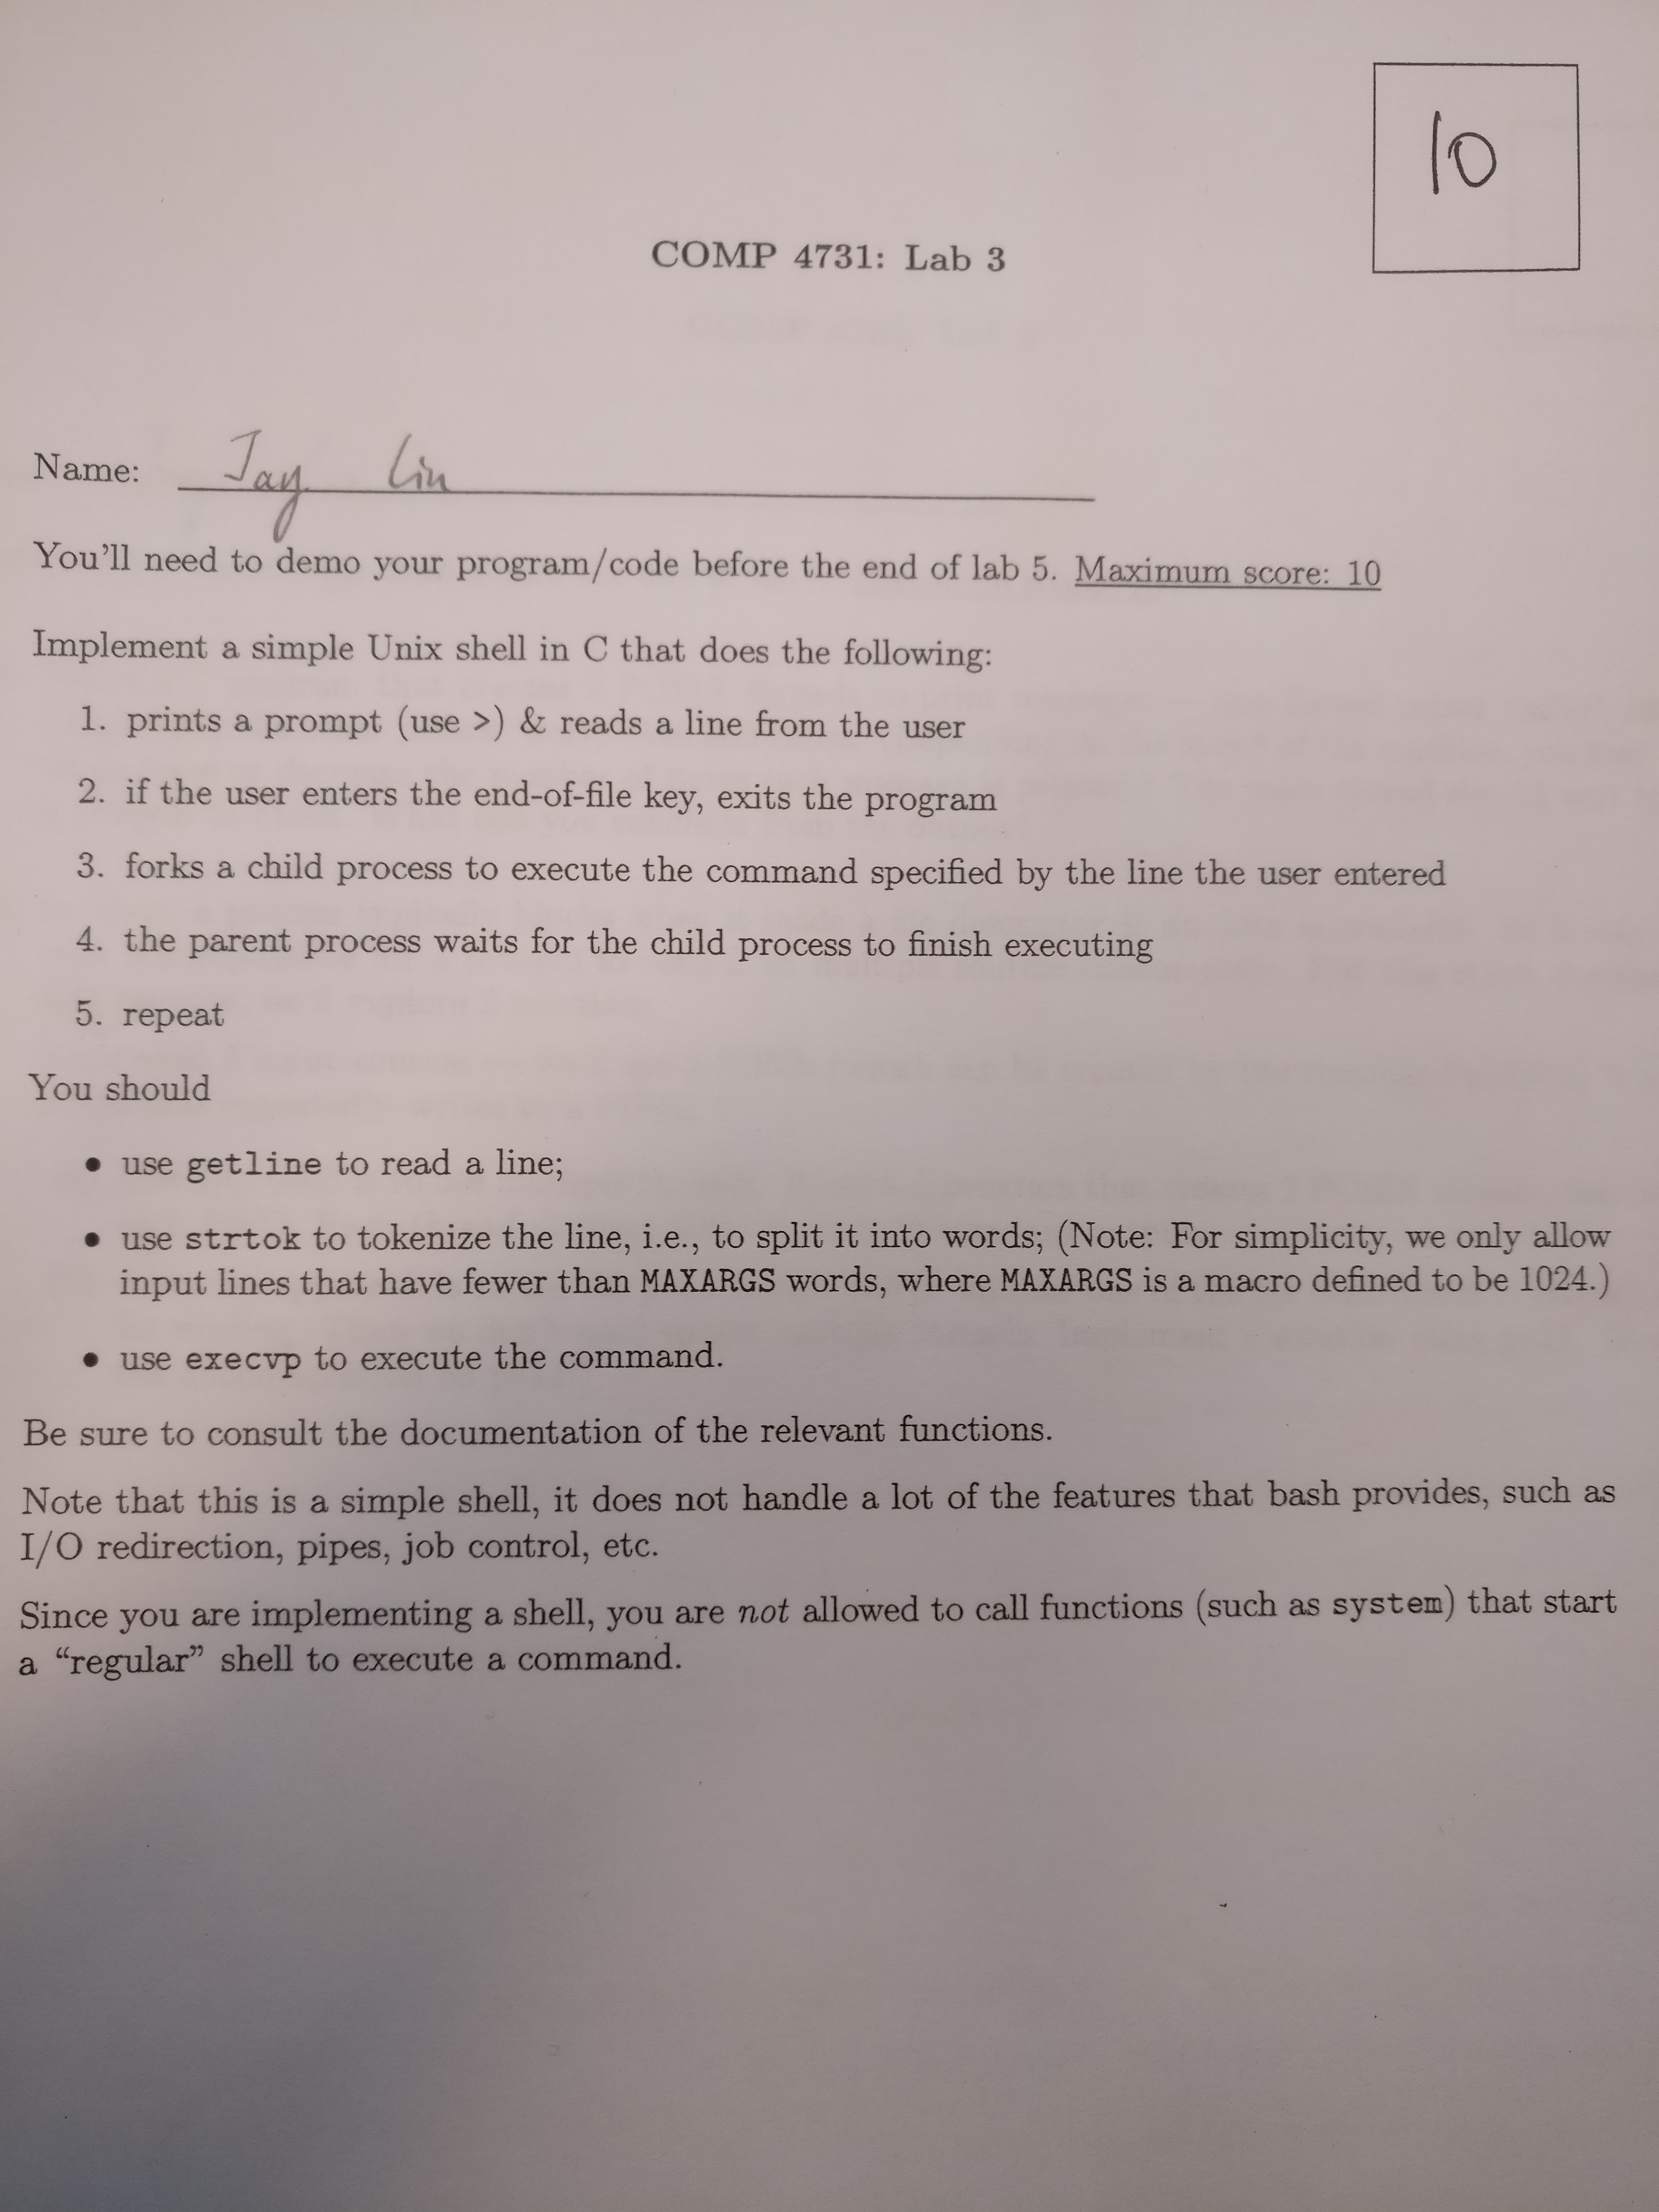 10
COMP 4731: Lab 3
Name: Jay Lin
You'll need to demo your program/code before the end of lab 5. Maximum score: 10
Implement a simple Unix shell in C that does the following:
1. prints a prompt (use >) & reads a line from the user
2. if the user enters the end-of-file key, exits the program
3. forks a child process to execute the command specified by the line the user entered
4. the parent process waits for the child process to finish executing
5. repeat
You should
• use getline to read a line;
• use strtok to tokenize the line, i.e., to split it into words; (Note: For simplicity, we only allow
input lines that have fewer than MAXARGS words, where MAXARGS is a macro defined to be 1024.)
• use execvp to execute the command.
Be sure to consult the documentation of the relevant functions.
Note that this is a simple shell, it does not handle a lot of the features that bash provides, such as
I/O redirection, pipes, job control, etc.
Since you are implementing a shell, you are not allowed to call functions (such as system) that start
a “regular” shell to execute a command.